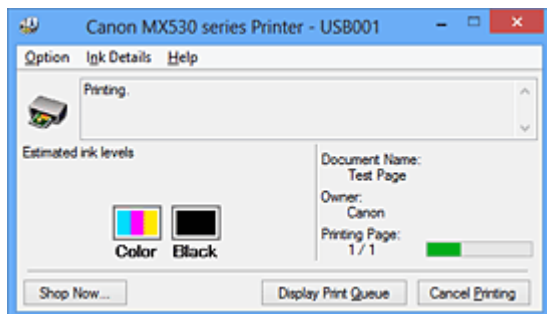 Canon MX530 series Printer - USB001
Option Ink Details Help
Printing.
Estimated ink levels
Color Black
Document Name:
Test Page
Owner:
Canon
Printing Page:
1 / 1
Shop Now... Display Print Queue Cancel Printing